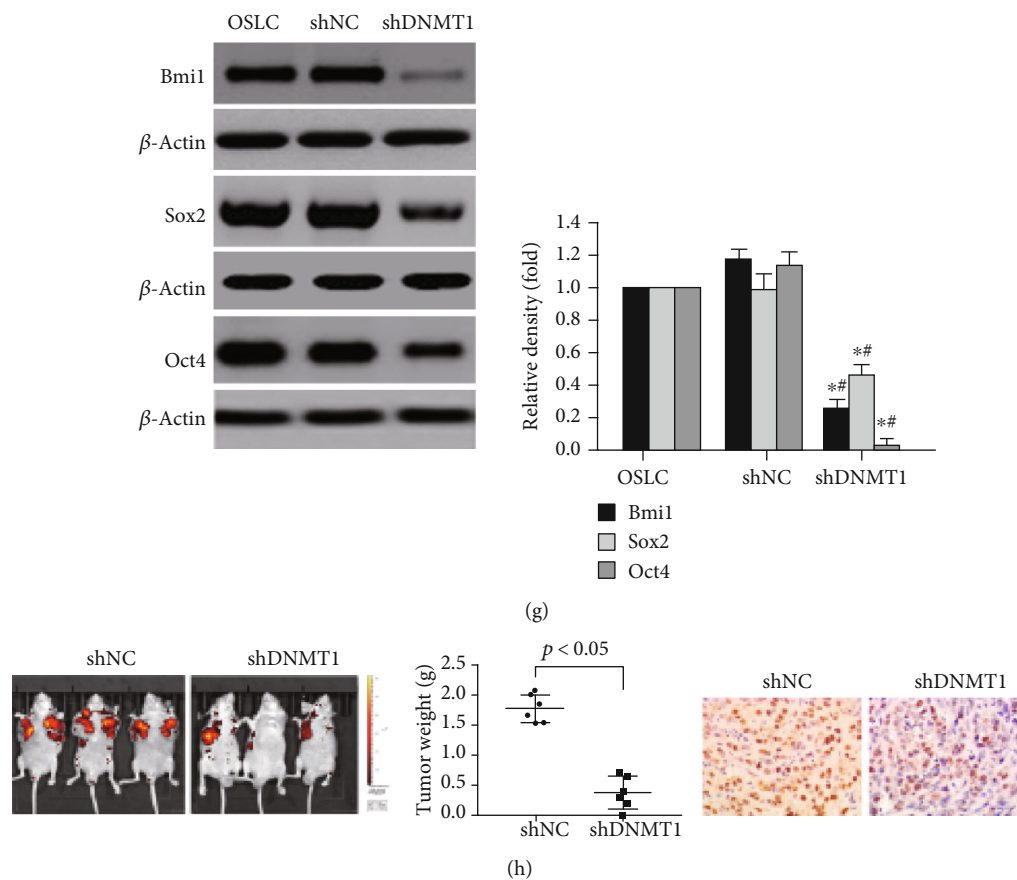 OSLC shNC shDNMT1
Bmi1
β-Actin
Sox2
β-Actin
Oct4
β-Actin
Relative density (fold)
1.4
1.2
1.0
0.8
0.6
0.4
0.2
0.0
*#
*#
*#
OSLC shNC shDNMT1
Bmi1
Sox2
Oct4
(g)
shNC shDNMT1
Tumor weight (g)
2.5
2.0
1.5
1.0
0.5
0.0
p < 0.05
shNC shDNMT1
shNC shDNMT1
(h)